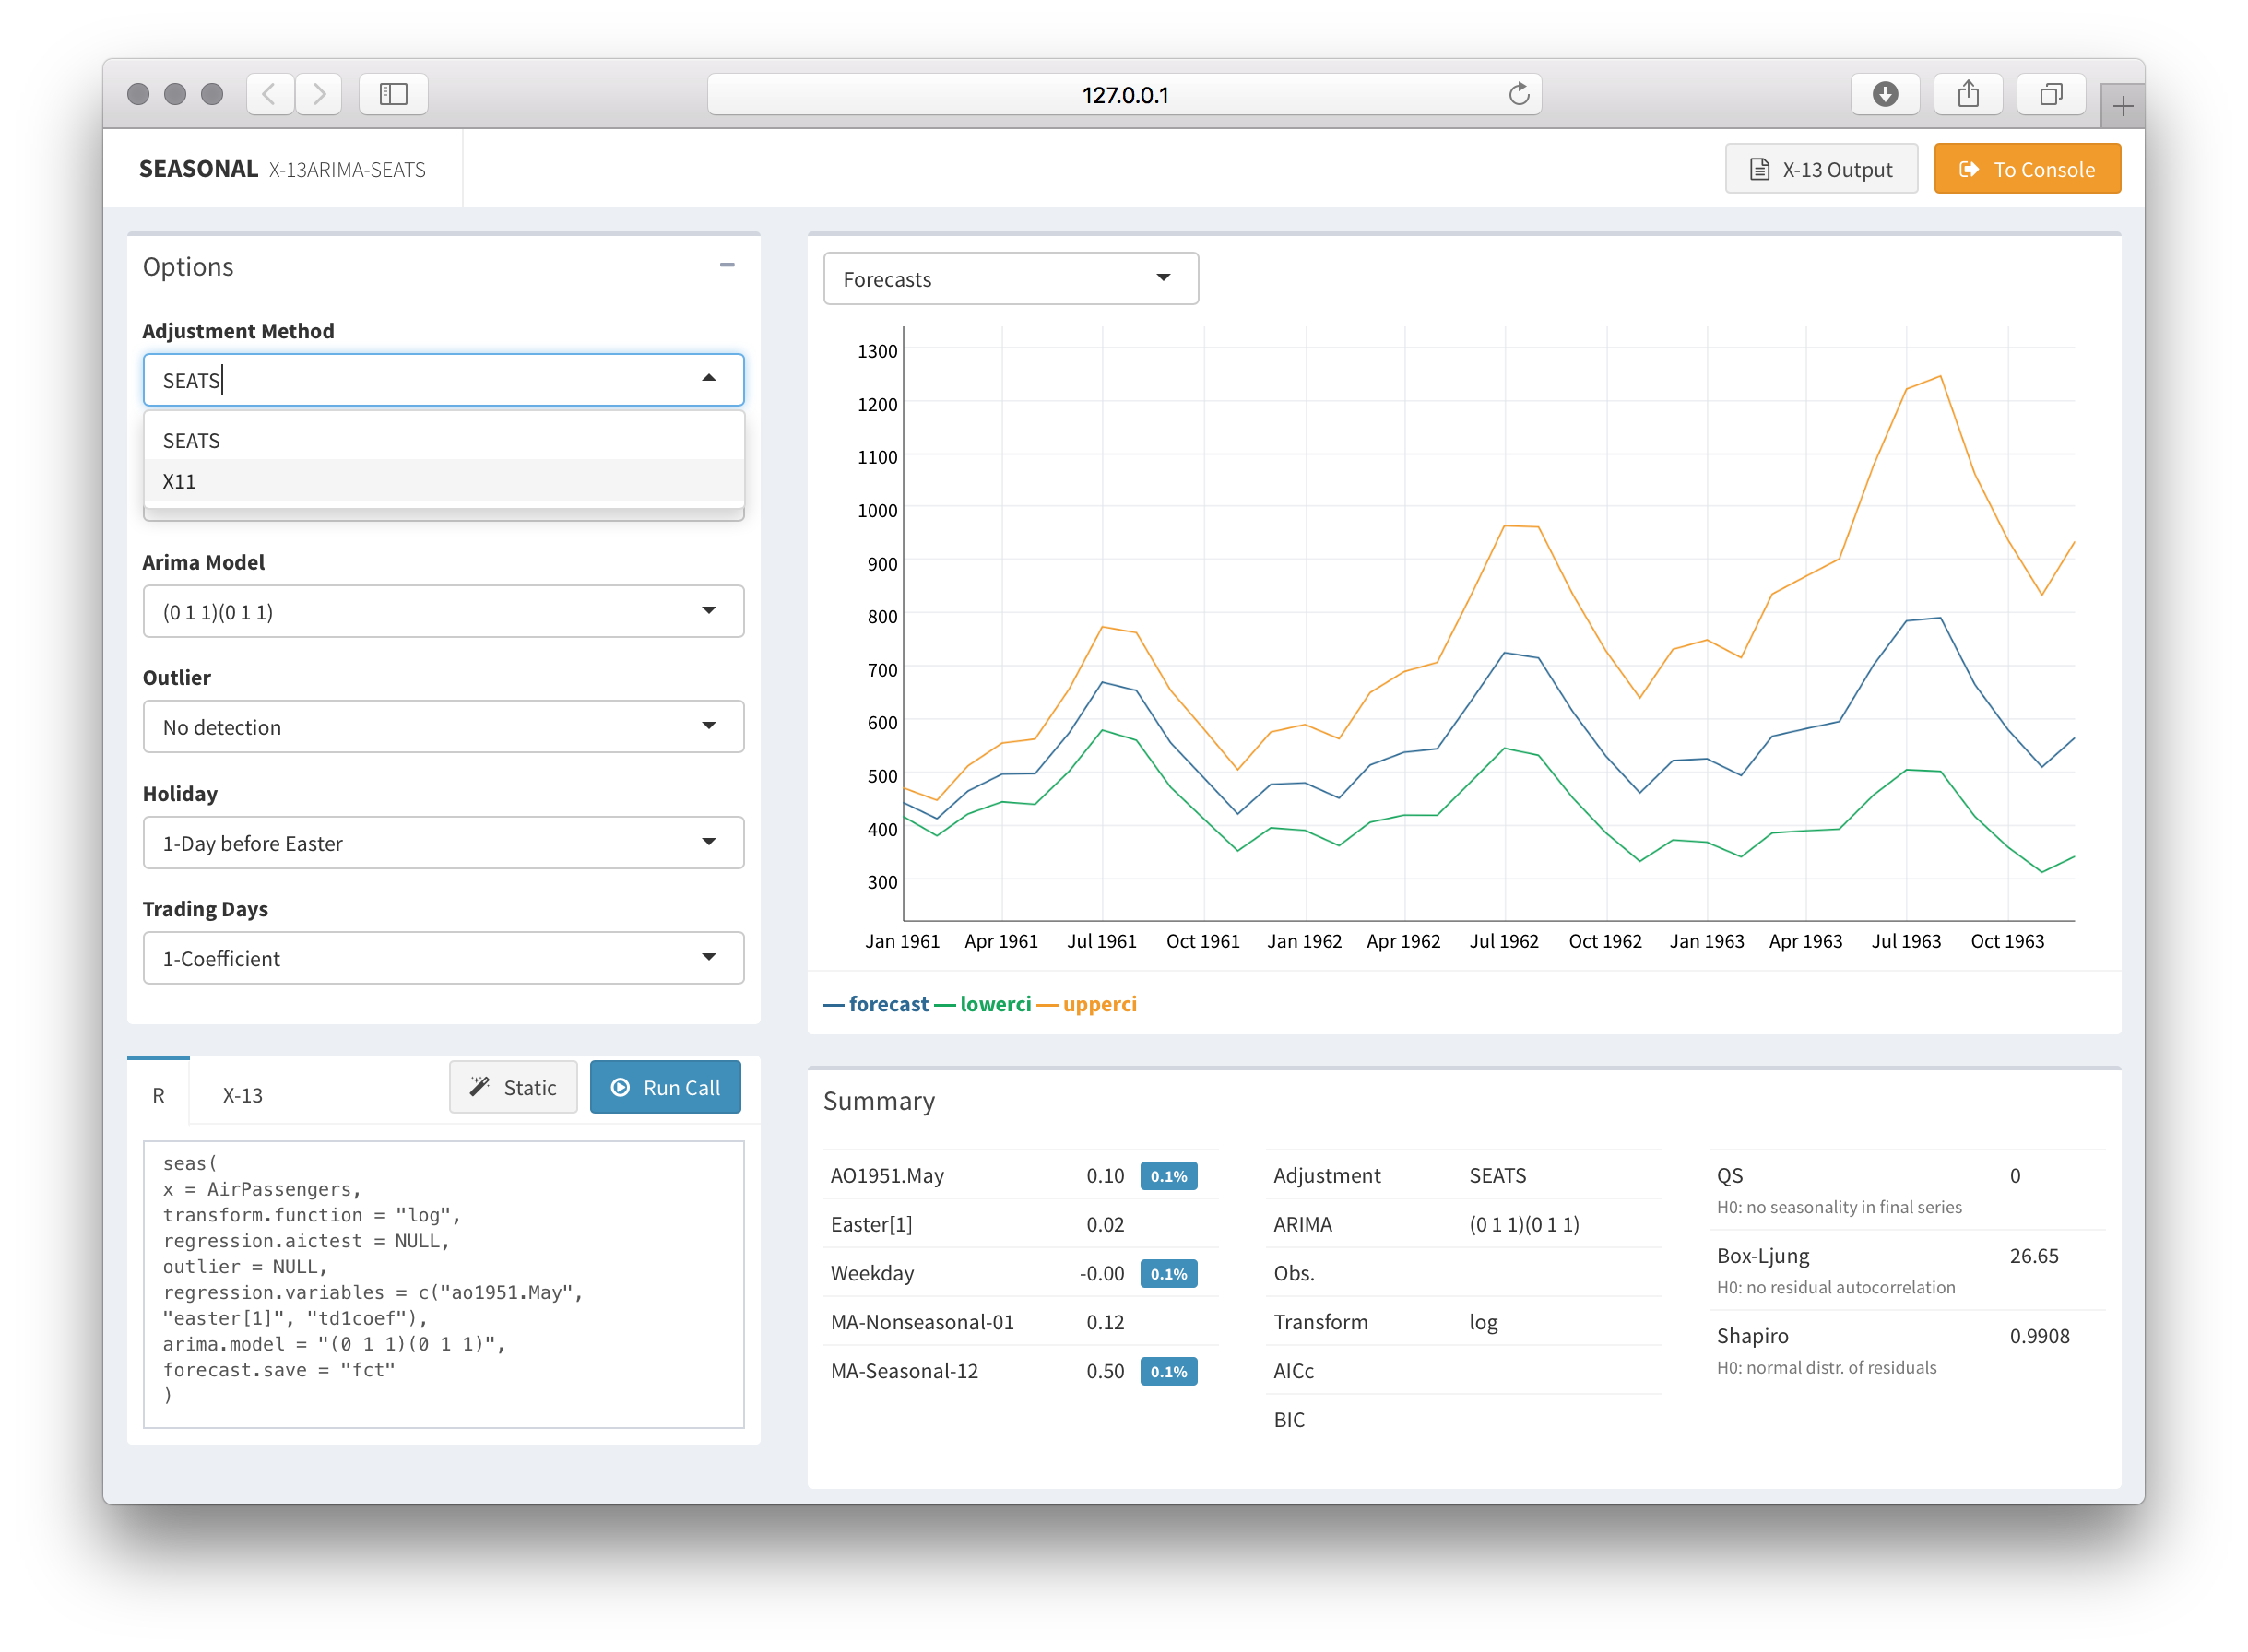 127.0.0.1
SEASONAL X-13ARIMA-SEATS
X-13 Output
To Console
Options
Adjustment Method
SEATS
SEATS
X11
Arima Model
(0 1 1)(0 1 1)
Outlier
No detection
Holiday
1-Day before Easter
Trading Days
1-Coefficient
R
X-13
Static
Run Call
seas(
x = AirPassengers,
transform.function = "log",
regression.aictest = NULL,
outlier = NULL,
regression.variables = c("ao1951.May",
"easter[1]", "td1coef"),
arima.model = "(0 1 1)(0 1 1)",
forecast.save = "fct"
)
Forecasts
1300
1200
1100
1000
900
800
700
600
500
400
300
Jan 1961 Apr 1961 Jul 1961 Oct 1961 Jan 1962 Apr 1962 Jul 1962 Oct 1962 Jan 1963 Apr 1963 Jul 1963 Oct 1963
forecast lowerci upperci
Summary
AO1951.May 0.10 0.1%
Easter[1] 0.02
Weekday -0.00 0.1%
MA-Nonseasonal-01 0.12
MA-Seasonal-12 0.50 0.1%
Adjustment SEATS
ARIMA (0 1 1)(0 1 1)
Obs.
Transform log
AICc
BIC
QS 0
H0: no seasonality in final series
Box-Ljung 26.65
H0: no residual autocorrelation
Shapiro 0.9908
H0: normal distr. of residuals